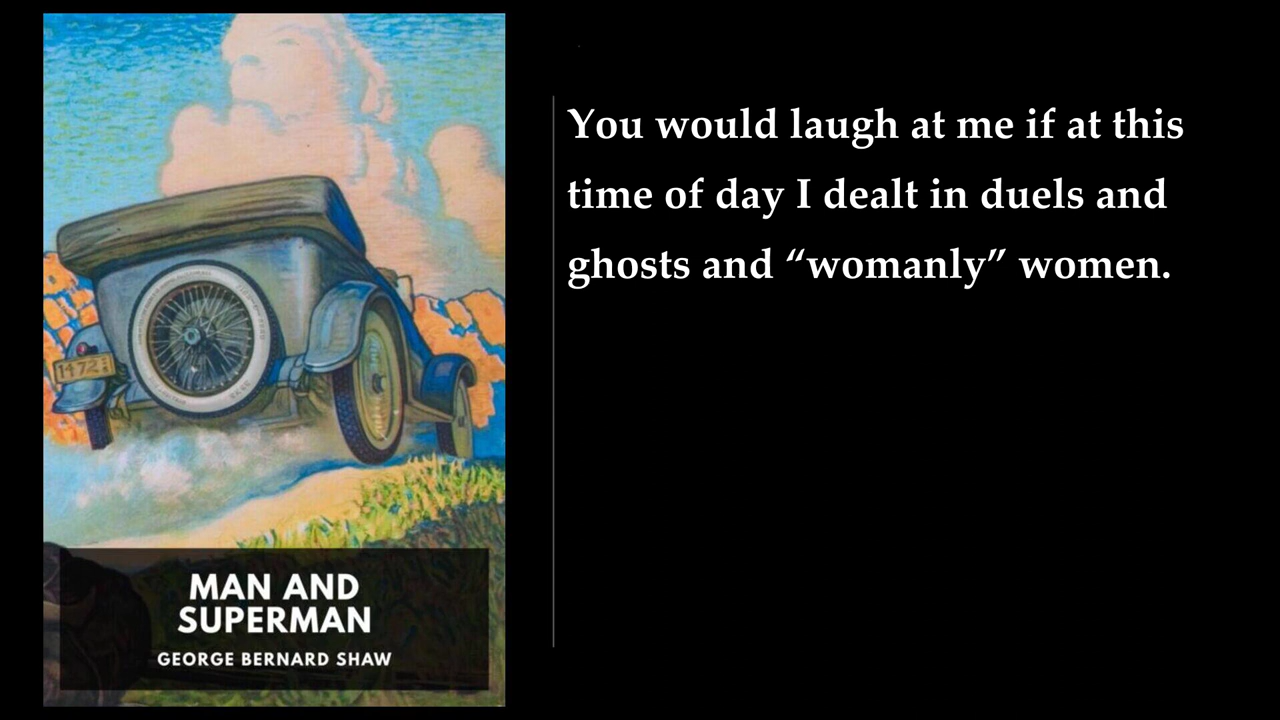 You would laugh at me if at this
time of day I dealt in duels and
ghosts and “womanly” women.
1472
MAN AND
SUPERMAN
GEORGE BERNARD SHAW